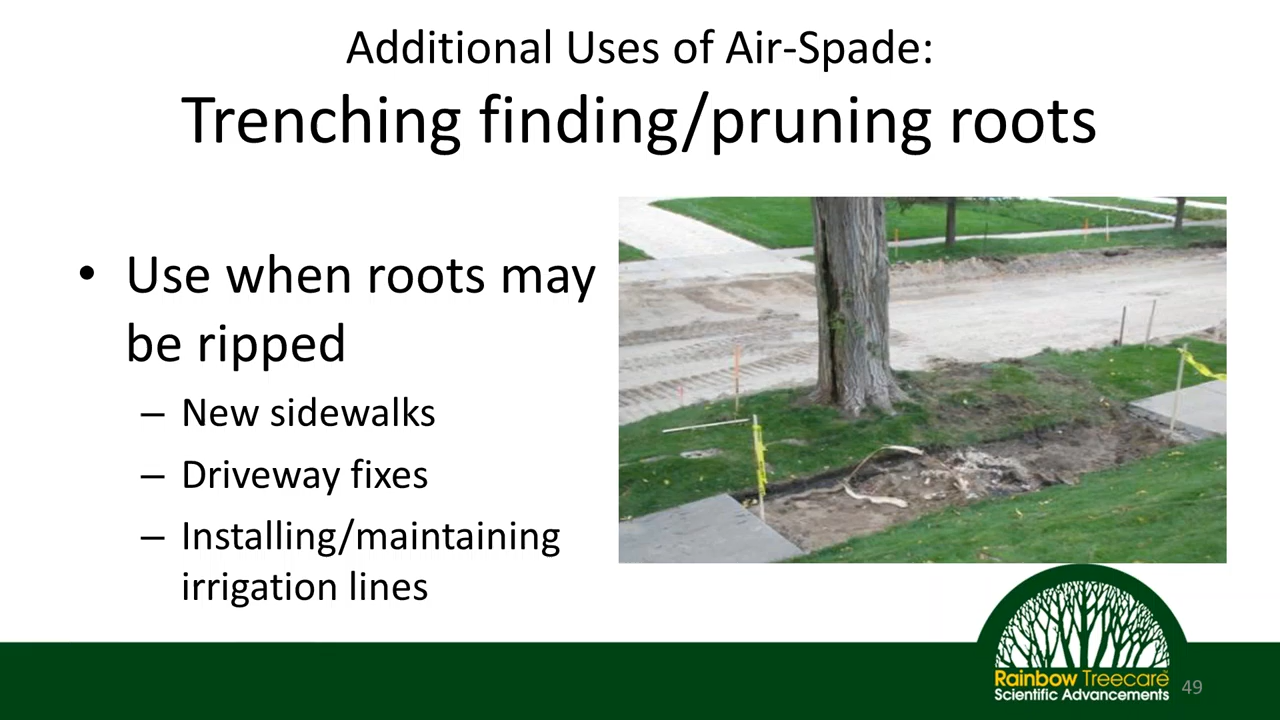 Additional Uses of Air-Spade:
Trenching finding/pruning roots
• Use when roots may
be ripped
– New sidewalks
– Driveway fixes
– Installing/maintaining
irrigation lines
Rainbow Treecare
Scientific Advancements
49